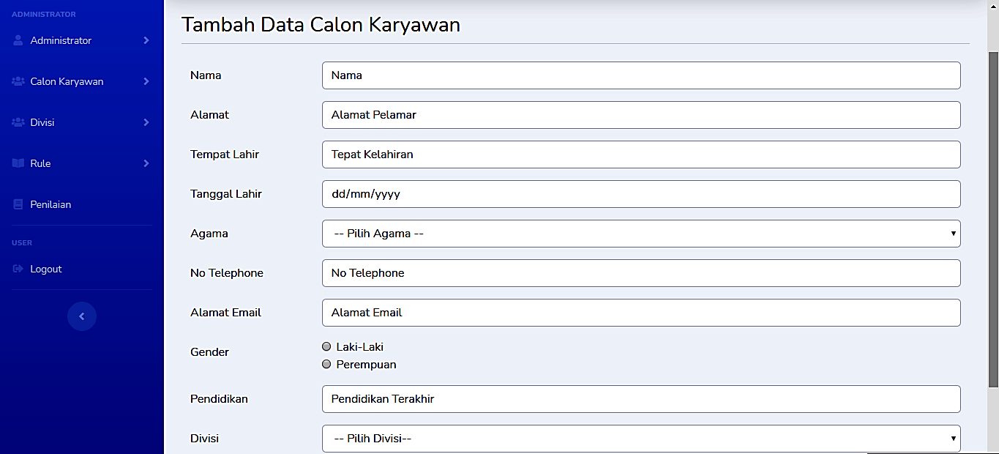 ADMINISTRATOR
Administrator
Calon Karyawan
Divisi
Rule
Penilaian
USER
Logout
Tambah Data Calon Karyawan
Nama Nama
Alamat Alamat Pelamar
Tempat Lahir Tepat Kelahiran
Tanggal Lahir dd/mm/yyyy
Agama -- Pilih Agama --
No Telephone No Telephone
Alamat Email Alamat Email
Gender Laki-Laki
Perempuan
Pendidikan Pendidikan Terakhir
Divisi -- Pilih Divisi--